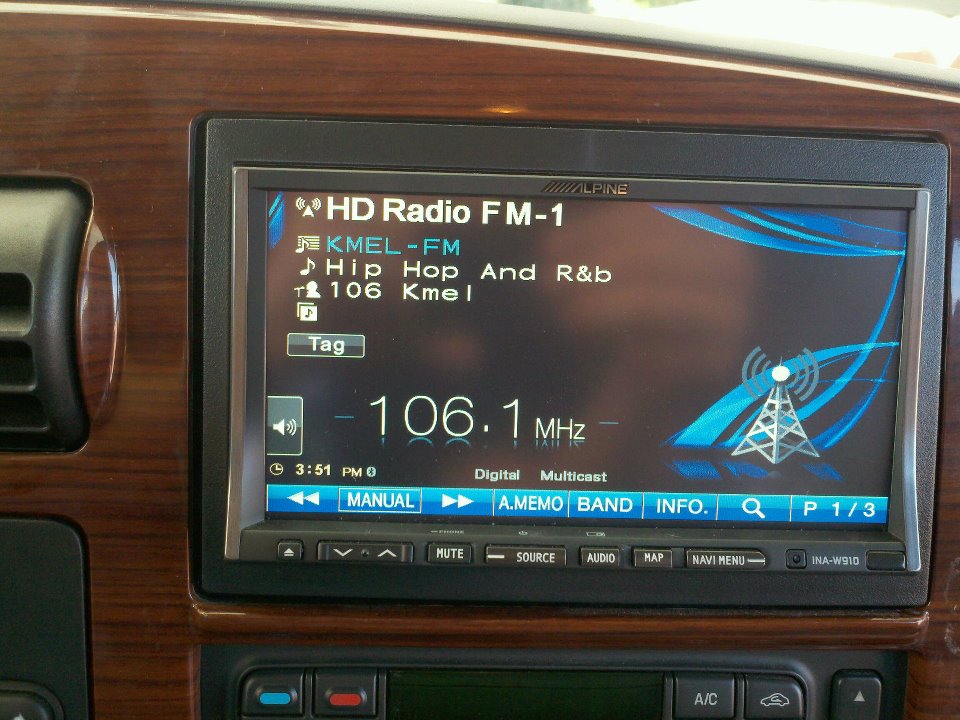 ALPINE
HD Radio FM-1
KMEL-FM
Hip Hop And R&b
106 Kmel
Tag
106.1 MHz
3:51 PM
Digital Multicast
MANUAL A.MEMO BAND INFO. P 1/3
PHONE
MUTE SOURCE AUDIO MAP NAVI MENU INA-W910
A/C